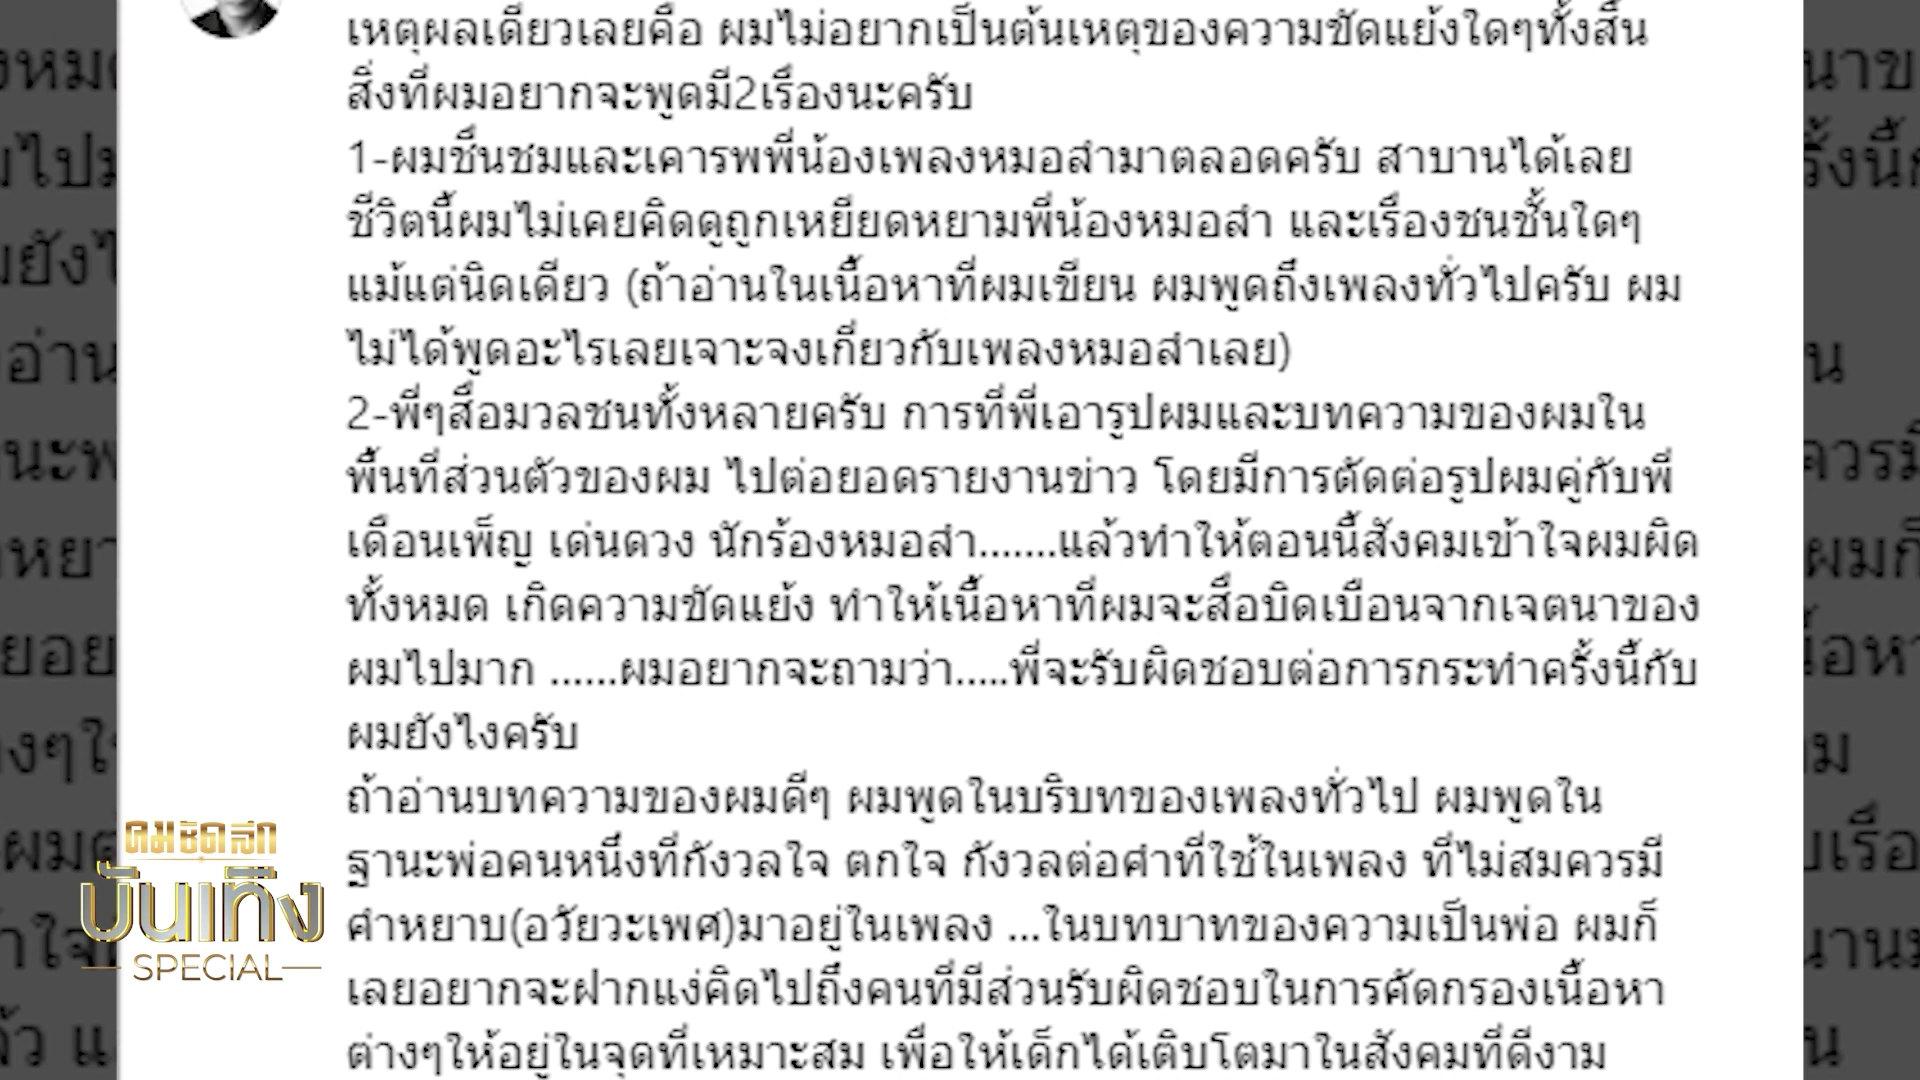 เหตุผลเดียวเลยคือ ผมไม่อยากเป็นต้นเหตุของความขัดแย้งใดๆทั้งสิ้น
สิ่งที่ผมอยากจะพูดมี2เรื่องนะครับ
1-ผมชื่นชมและเคารพพี่น้องเพลงหมอลำมาตลอดครับ สาบานได้เลย
ชีวิตนี้ผมไม่เคยคิดดูถูกเหยียดหยามพี่น้องหมอลำ และเรื่องชนชั้นใดๆ
แม้แต่นิดเดียว (ถ้าอ่านในเนื้อหาที่ผมเขียน ผมพูดถึงเพลงทั่วไปครับ ผม
ไม่ได้พูดอะไรเลยเจาะจงเกี่ยวกับเพลงหมอลำเลย)
2-พี่ๆสื่อมวลชนทั้งหลายครับ การที่พี่เอารูปผมและบทความของผมใน
พื้นที่ส่วนตัวของผม ไปต่อยอดรายงานข่าว โดยมีการตัดต่อรูปผมคู่กับพี่
เดือนเพ็ญ เด่นดวง นักร้องหมอลำ.......แล้วทำให้ตอนนี้สังคมเข้าใจผมผิด
ทั้งหมด เกิดความขัดแย้ง ทำให้เนื้อหาที่ผมจะสื่อบิดเบือนจากเจตนาของ
ผมไปมาก ......ผมอยากจะถามว่า.....พี่จะรับผิดชอบต่อการกระทำครั้งนี้กับ
ผมยังไงครับ
ถ้าอ่านบทความของผมดีๆ ผมพูดในบริบทของเพลงทั่วไป ผมพูดใน
ฐานะพ่อคนหนึ่งที่กังวลใจ ตกใจ กังวลต่อคำที่ใช้ในเพลง ที่ไม่สมควรมี
คำหยาบ(อวัยวะเพศ)มาอยู่ในเพลง ...ในบทบาทของความเป็นพ่อ ผมก็
เลยอยากจะฝากแง่คิดไปถึงคนที่มีส่วนรับผิดชอบในการคัดกรองเนื้อหา
ต่างๆให้อยู่ในจุดที่เหมาะสม เพื่อให้เด็กได้เติบโตมาในสังคมที่ดีงาม
คมชัดลึก
บันเทิง
SPECIAL